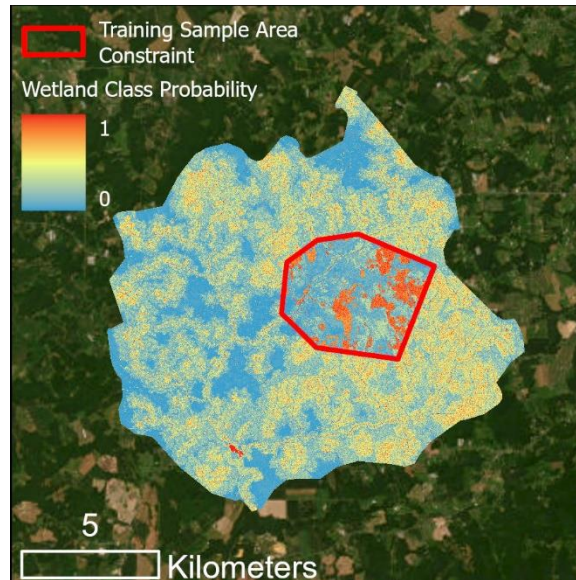 Training Sample Area
Constraint
Wetland Class Probability
1
0
5
Kilometers